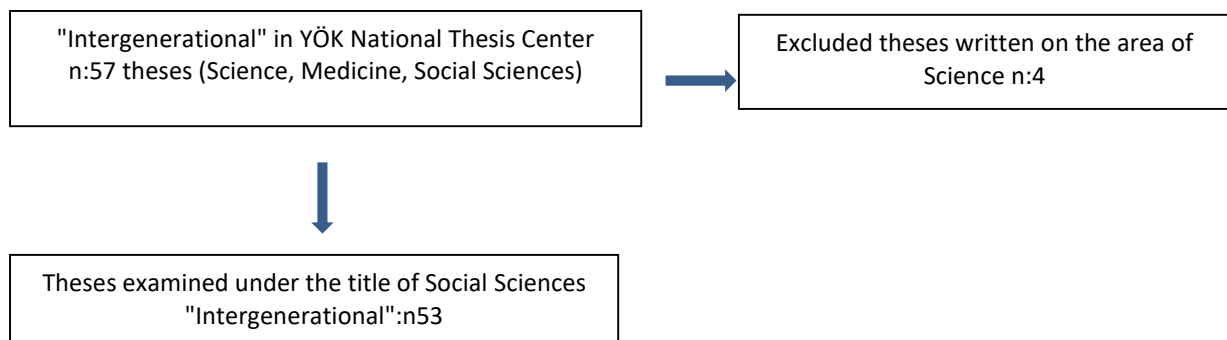 "Intergenerational" in YÖK National Thesis Center
n:57 theses (Science, Medicine, Social Sciences)
Excluded theses written on the area of
Science n:4
Theses examined under the title of Social Sciences
"Intergenerational":n53